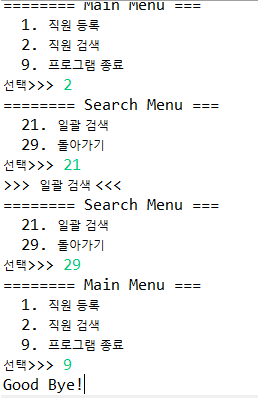 ======== Main Menu ===
1. 직원 등록
2. 직원 검색
9. 프로그램 종료
선택>>> 2
======== Search Menu ===
21. 일괄 검색
29. 돌아가기
선택>>> 21
>>> 일괄 검색 <<<
======== Search Menu ===
21. 일괄 검색
29. 돌아가기
선택>>> 29
======== Main Menu ===
1. 직원 등록
2. 직원 검색
9. 프로그램 종료
선택>>> 9
Good Bye!